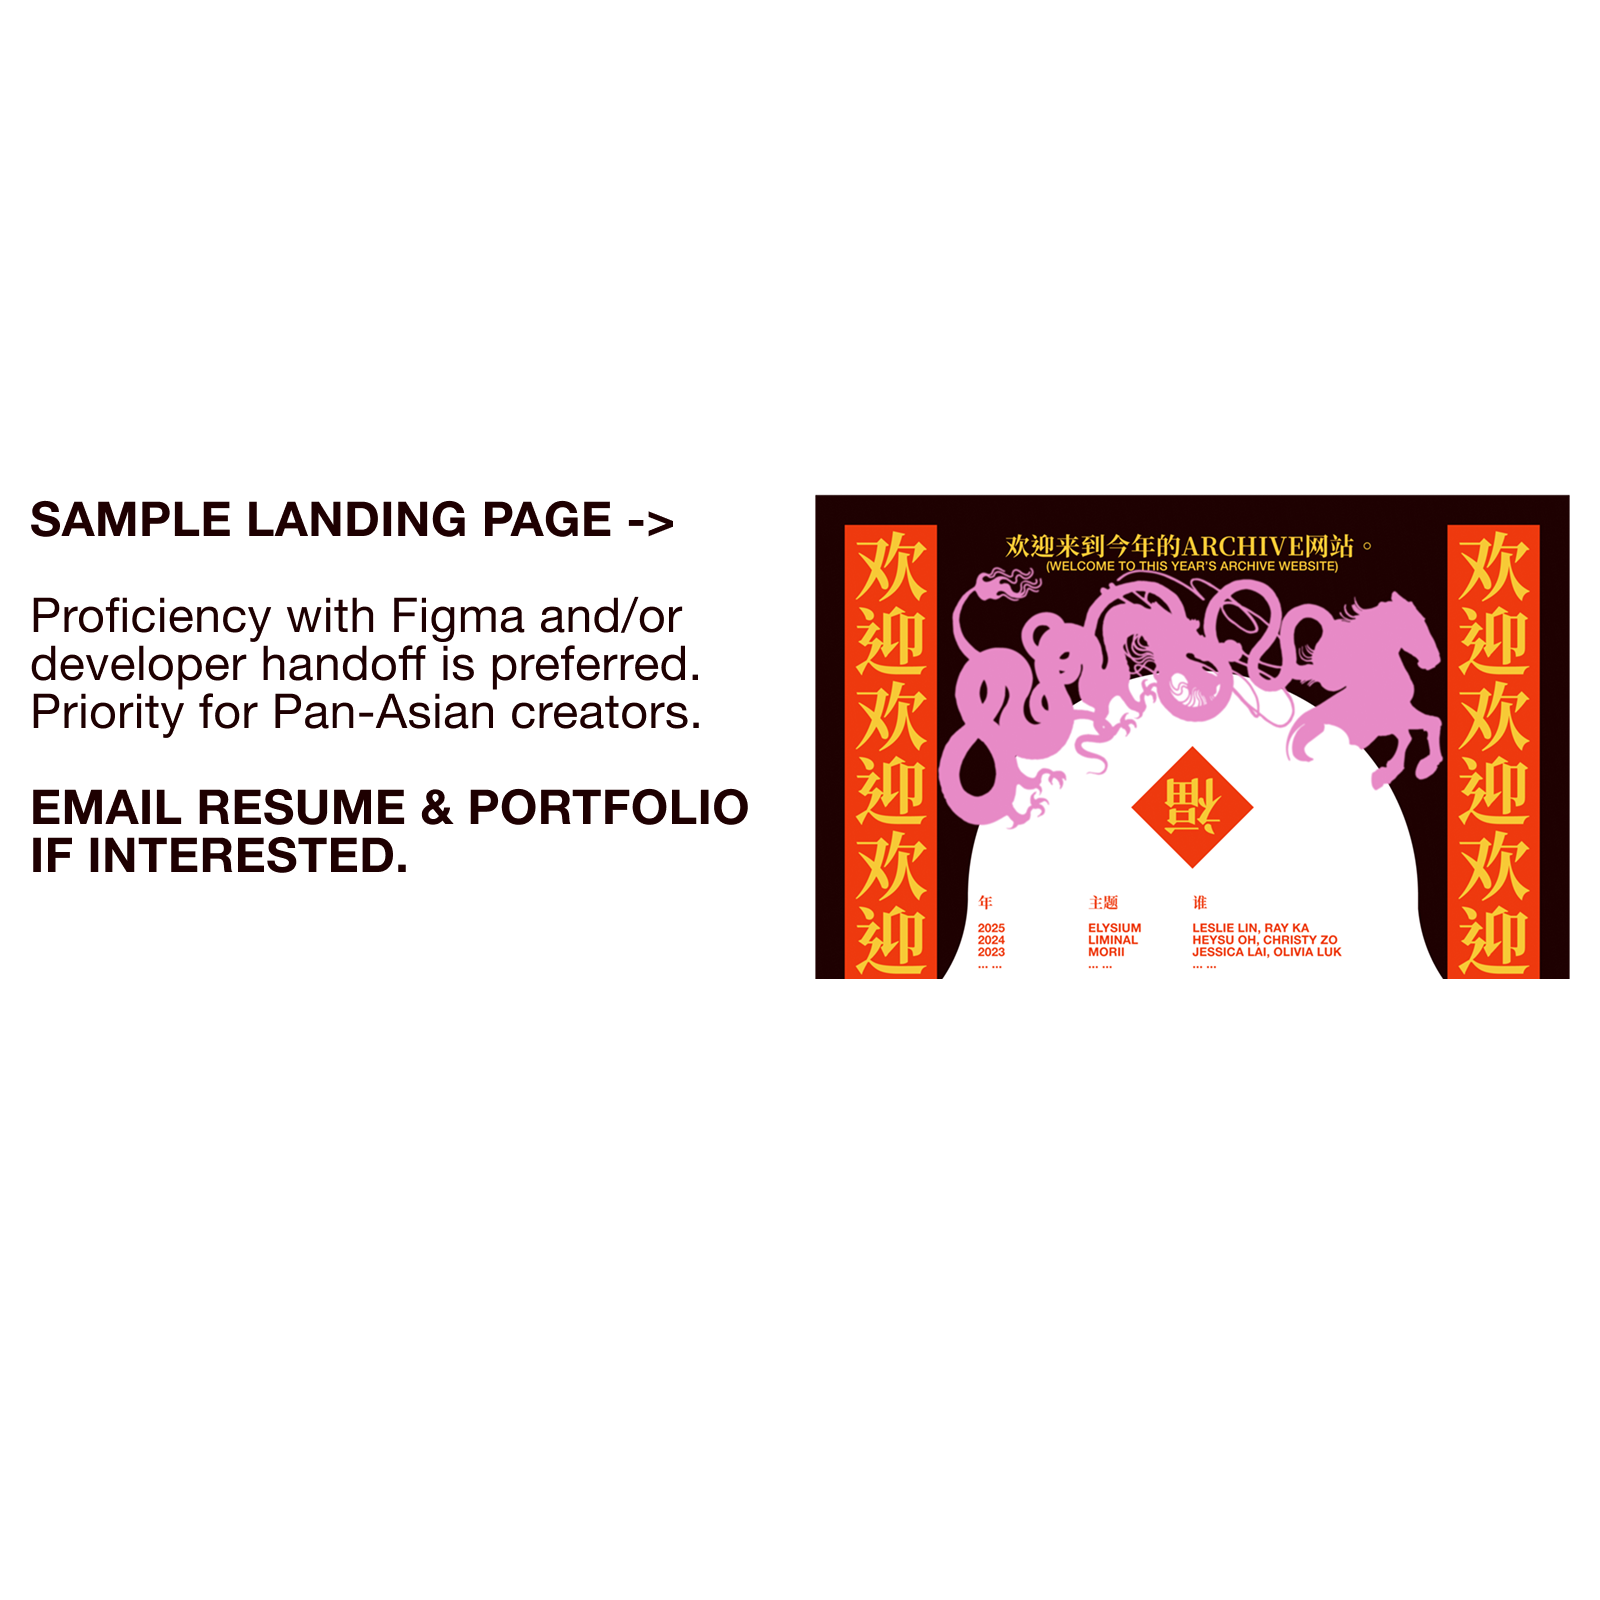 SAMPLE LANDING PAGE ->
Proficiency with Figma and/or
developer handoff is preferred.
Priority for Pan-Asian creators.
EMAIL RESUME & PORTFOLIO
IF INTERESTED.
欢迎欢迎欢迎
欢迎来到今年的ARCHIVE网站。
(WELCOME TO THIS YEAR'S ARCHIVE WEBSITE)
福
年 主题 谁
2025 ELYSIUM LESLIE LIN, RAY KA
2024 LIMINAL HEYSU OH, CHRISTY ZO
2023 MORII JESSICA LAI, OLIVIA LUK
... ... ... ... ... ...
欢迎欢迎欢迎